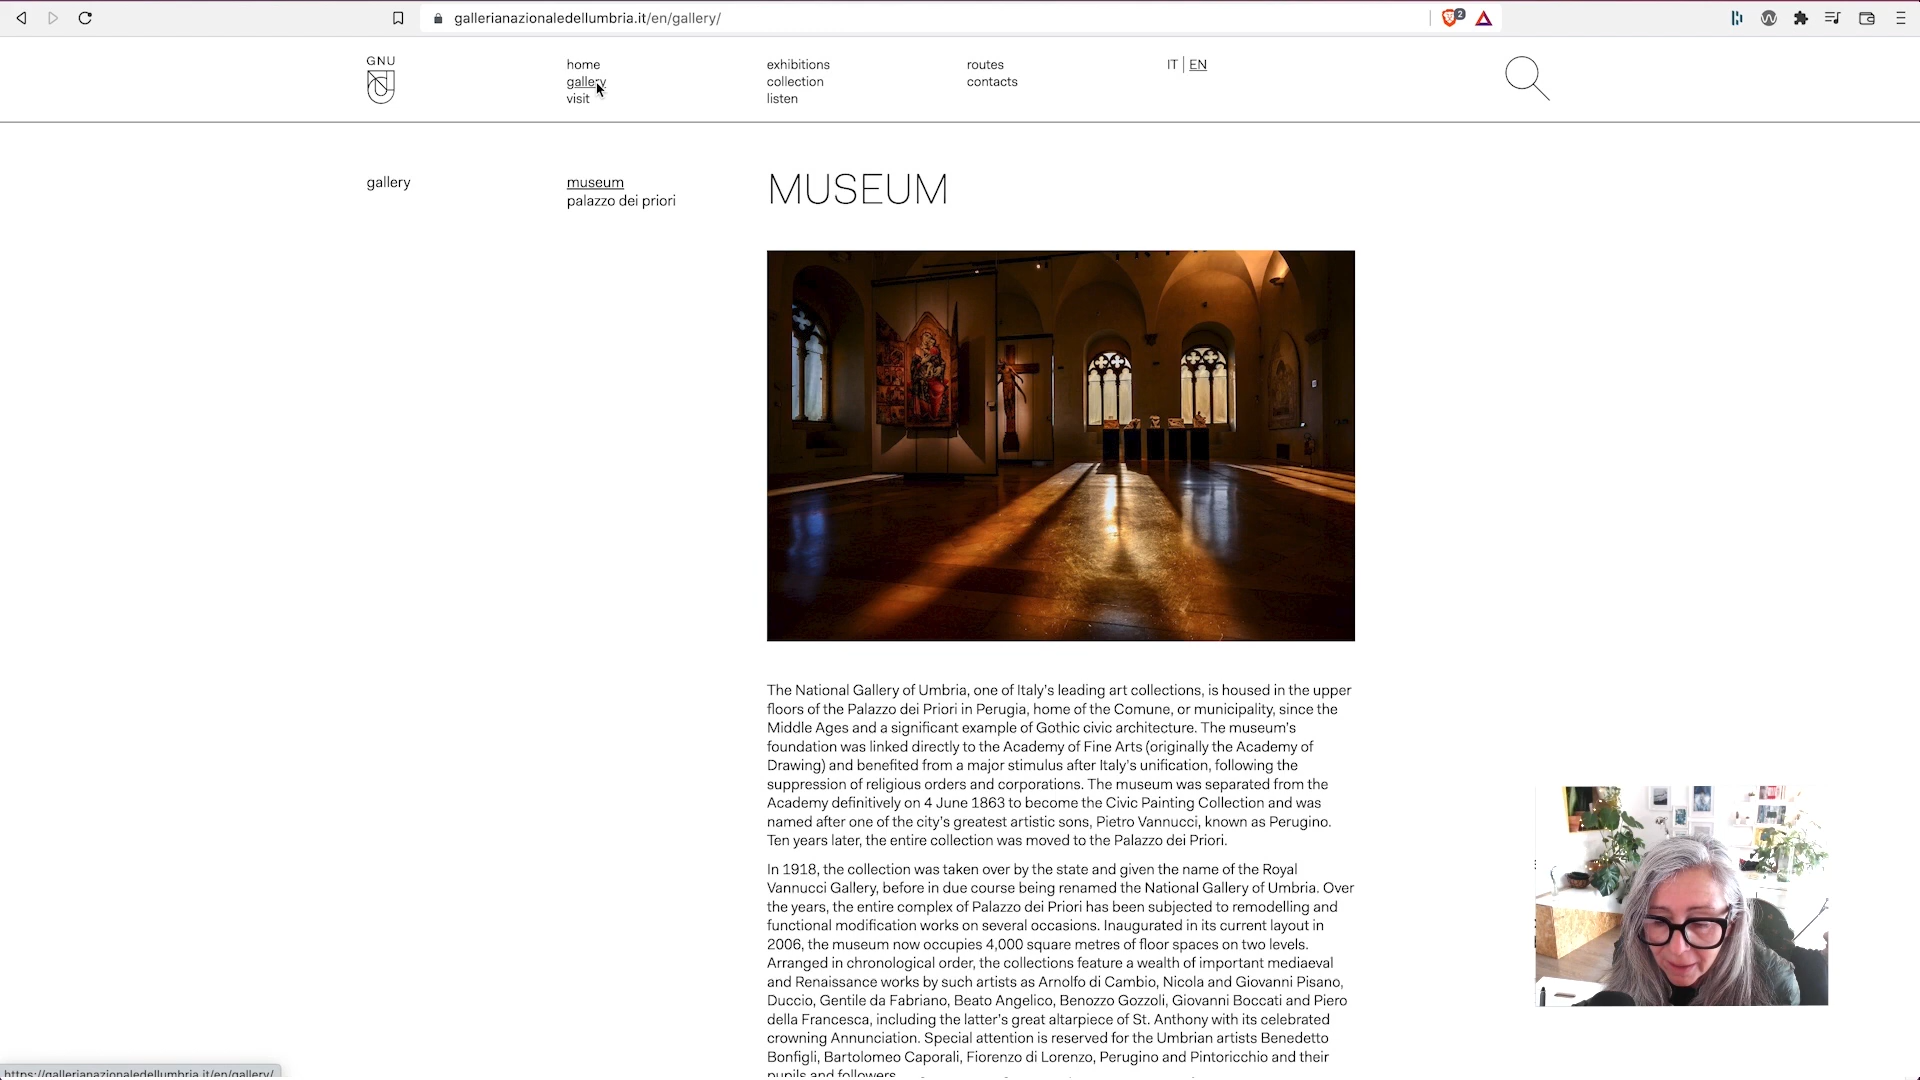 gallerianazionaledellumbria.it/en/gallery/
2
GNU
home
gallery
visit
exhibitions
collection
listen
routes
contacts
IT | EN
gallery
museum
palazzo dei priori
MUSEUM
The National Gallery of Umbria, one of Italy's leading art collections, is housed in the upper
floors of the Palazzo dei Priori in Perugia, home of the Comune, or municipality, since the
Middle Ages and a significant example of Gothic civic architecture. The museum's
foundation was linked directly to the Academy of Fine Arts (originally the Academy of
Drawing) and benefited from a major stimulus after Italy's unification, following the
suppression of religious orders and corporations. The museum was separated from the
Academy definitively on 4 June 1863 to become the Civic Painting Collection and was
named after one of the city's greatest artistic sons, Pietro Vannucci, known as Perugino.
Ten years later, the entire collection was moved to the Palazzo dei Priori.
In 1918, the collection was taken over by the state and given the name of the Royal
Vannucci Gallery, before in due course being renamed the National Gallery of Umbria. Over
the years, the entire complex of Palazzo dei Priori has been subjected to remodelling and
functional modification works on several occasions. Inaugurated in its current layout in
2006, the museum now occupies 4,000 square metres of floor spaces on two levels.
Arranged in chronological order, the collections feature a wealth of important mediaeval
and Renaissance works by such artists as Arnolfo di Cambio, Nicola and Giovanni Pisano,
Duccio, Gentile da Fabriano, Beato Angelico, Benozzo Gozzoli, Giovanni Boccati and Piero
della Francesca, including the latter's great altarpiece of St. Anthony with its celebrated
crowning Annunciation. Special attention is reserved for the Umbrian artists Benedetto
Bonfigli, Bartolomeo Caporali, Fiorenzo di Lorenzo, Perugino and Pintoricchio and their
pupils and followers.
https://gallerianazionaledellumbria.it/en/gallery/